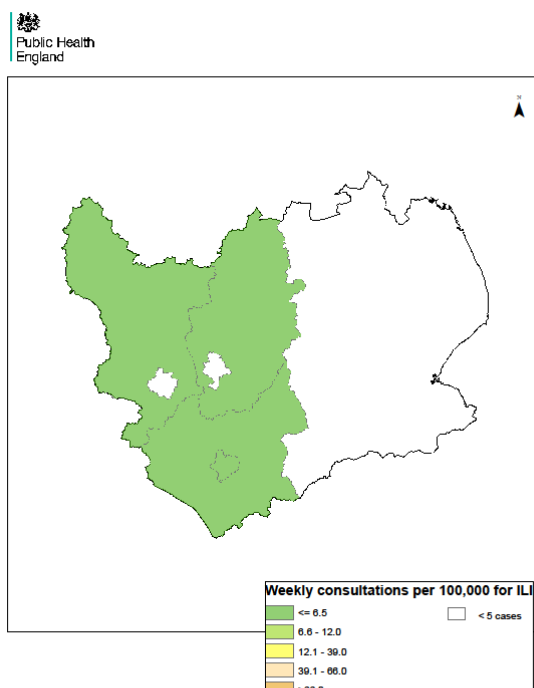 Public Health
England
N
Weekly consultations per 100,000 for ILI
<= 6.5
< 5 cases
6.6 - 12.0
12.1 - 39.0
39.1 - 66.0